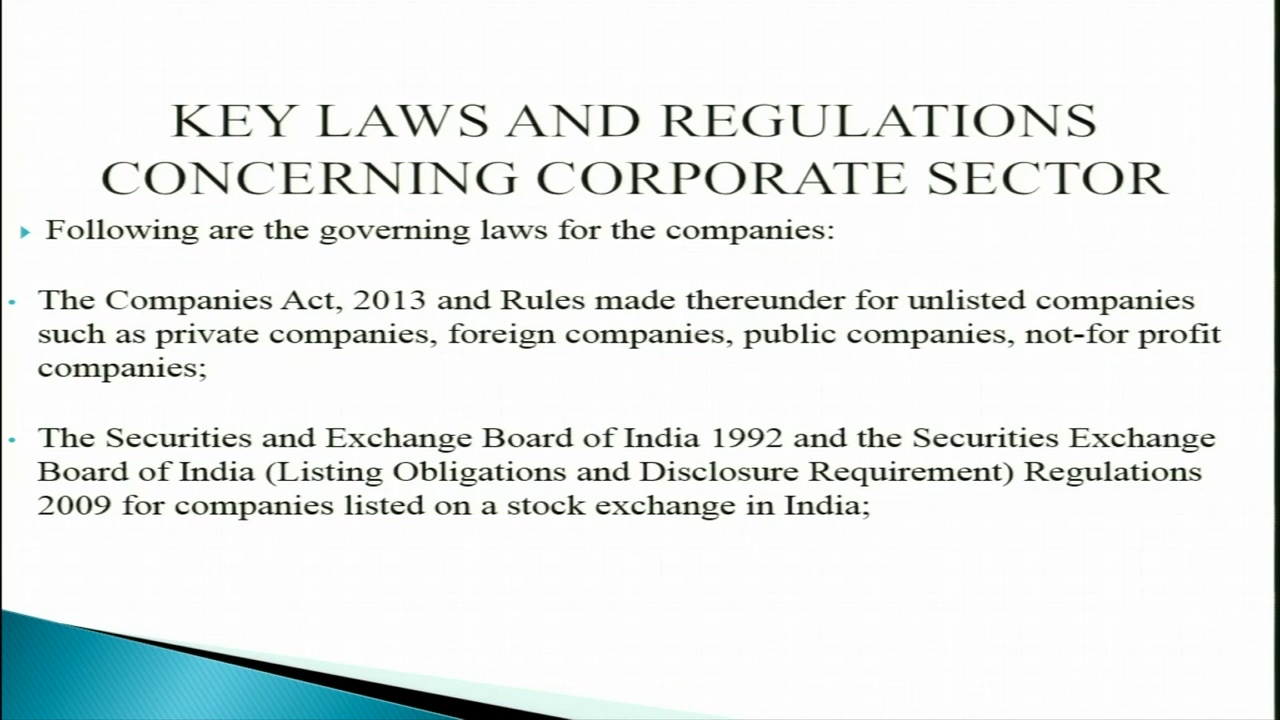 KEY LAWS AND REGULATIONS
CONCERNING CORPORATE SECTOR
Following are the governing laws for the companies:
The Companies Act, 2013 and Rules made thereunder for unlisted companies
such as private companies, foreign companies, public companies, not-for profit
companies;
The Securities and Exchange Board of India 1992 and the Securities Exchange
Board of India (Listing Obligations and Disclosure Requirement) Regulations
2009 for companies listed on a stock exchange in India;